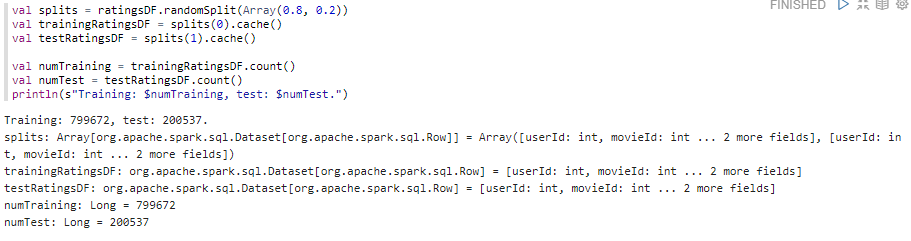 FINISHED
val splits = ratingsDF.randomSplit(Array(0.8, 0.2))
val trainingRatingsDF = splits(0).cache()
val testRatingsDF = splits(1).cache()
val numTraining = trainingRatingsDF.count()
val numTest = testRatingsDF.count()
println(s"Training: $numTraining, test: $numTest.")
Training: 799672, test: 200537.
splits: Array[org.apache.spark.sql.Dataset[org.apache.spark.sql.Row]] = Array([userId: int, movieId: int ... 2 more fields], [userId: in
t, movieId: int ... 2 more fields])
trainingRatingsDF: org.apache.spark.sql.Dataset[org.apache.spark.sql.Row] = [userId: int, movieId: int ... 2 more fields]
testRatingsDF: org.apache.spark.sql.Dataset[org.apache.spark.sql.Row] = [userId: int, movieId: int ... 2 more fields]
numTraining: Long = 799672
numTest: Long = 200537